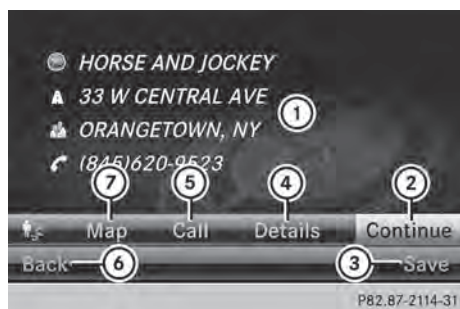 HORSE AND JOCKEY
A 33 W CENTRAL AVE
1
ORANGETOWN, NY
(845)620-9523
7 5 4 2
Map Call Details Continue
Back 6 3 Save
P82.87-2114-31